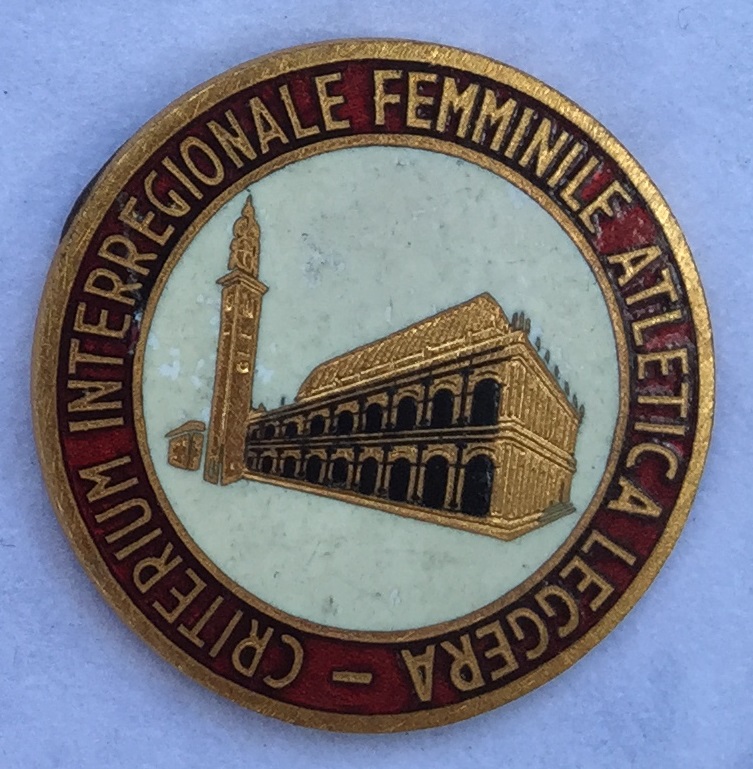 CRITERIUM INTERREGIONALE FEMMINILE ATLETICA LEGGERA -